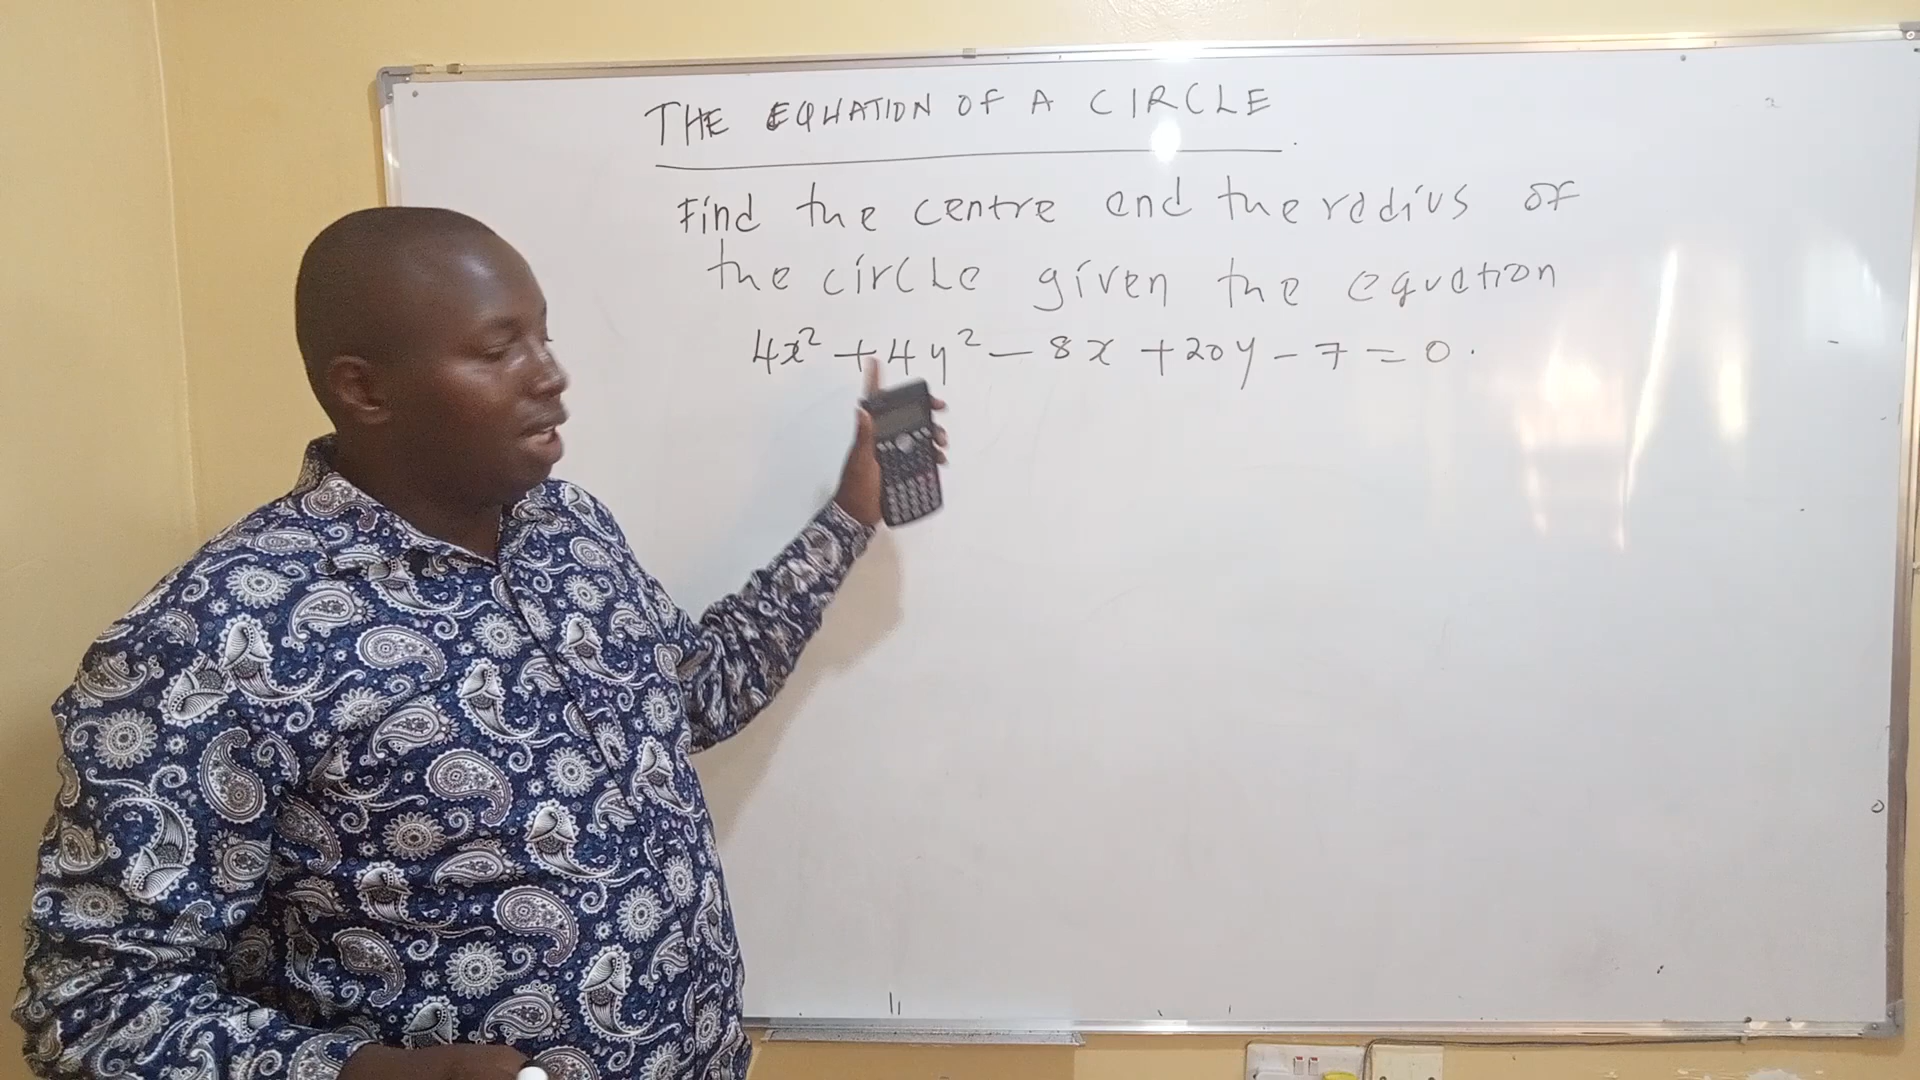 THE EQUATION OF A CIRCLE.
Find the centre and the radius of
the circle given the equation
4x² + 4y² – 8x + 20y – 7 = 0.